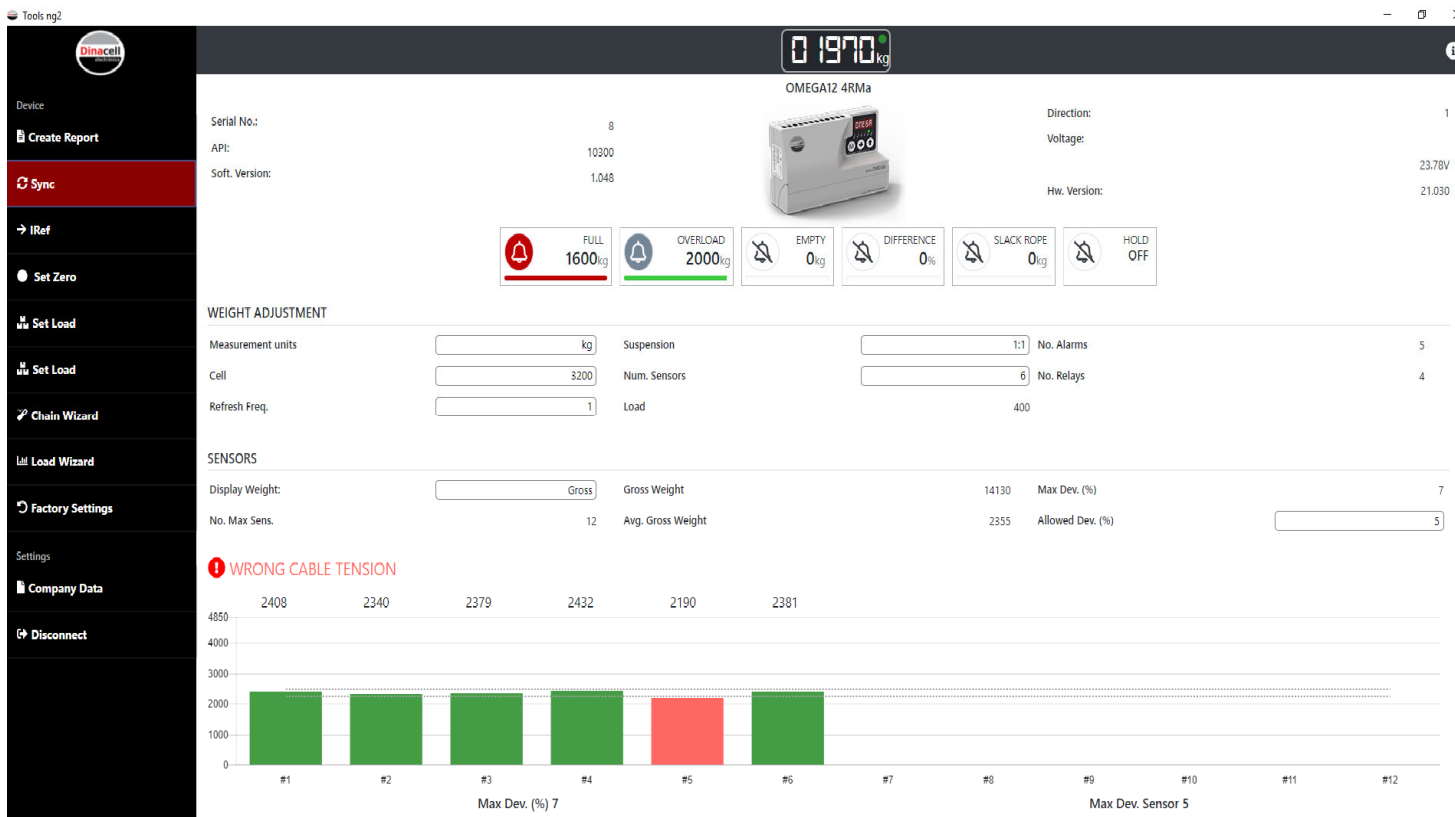 Tools ng2
Dinacell
electrónica
01970 kg
Device
Create Report
Sync
IRef
Set Zero
Set Load
Set Load
Chain Wizard
Load Wizard
Factory Settings
Settings
Company Data
Disconnect
OMEGA12 4RMa
Serial No.: 8
API: 10300
Soft. Version: 1.048
OMEGA
Direction: 1
Voltage:
23.78V
Hw. Version: 21.030
FULL
1600kg
OVERLOAD
2000kg
EMPTY
0kg
DIFFERENCE
0%
SLACK ROPE
0kg
HOLD
OFF
WEIGHT ADJUSTMENT
Measurement units kg Suspension 1:1 No. Alarms 5
Cell 3200 Num. Sensors 6 No. Relays 4
Refresh Freq. 1 Load 400
SENSORS
Display Weight: Gross Gross Weight 14130 Max Dev. (%) 7
No. Max Sens. 12 Avg. Gross Weight 2355 Allowed Dev. (%) 5
WRONG CABLE TENSION
2408 2340 2379 2432 2190 2381
4850
4000
3000
2000
1000
0
#1 #2 #3 #4 #5 #6 #7 #8 #9 #10 #11 #12
Max Dev. (%) 7 Max Dev. Sensor 5